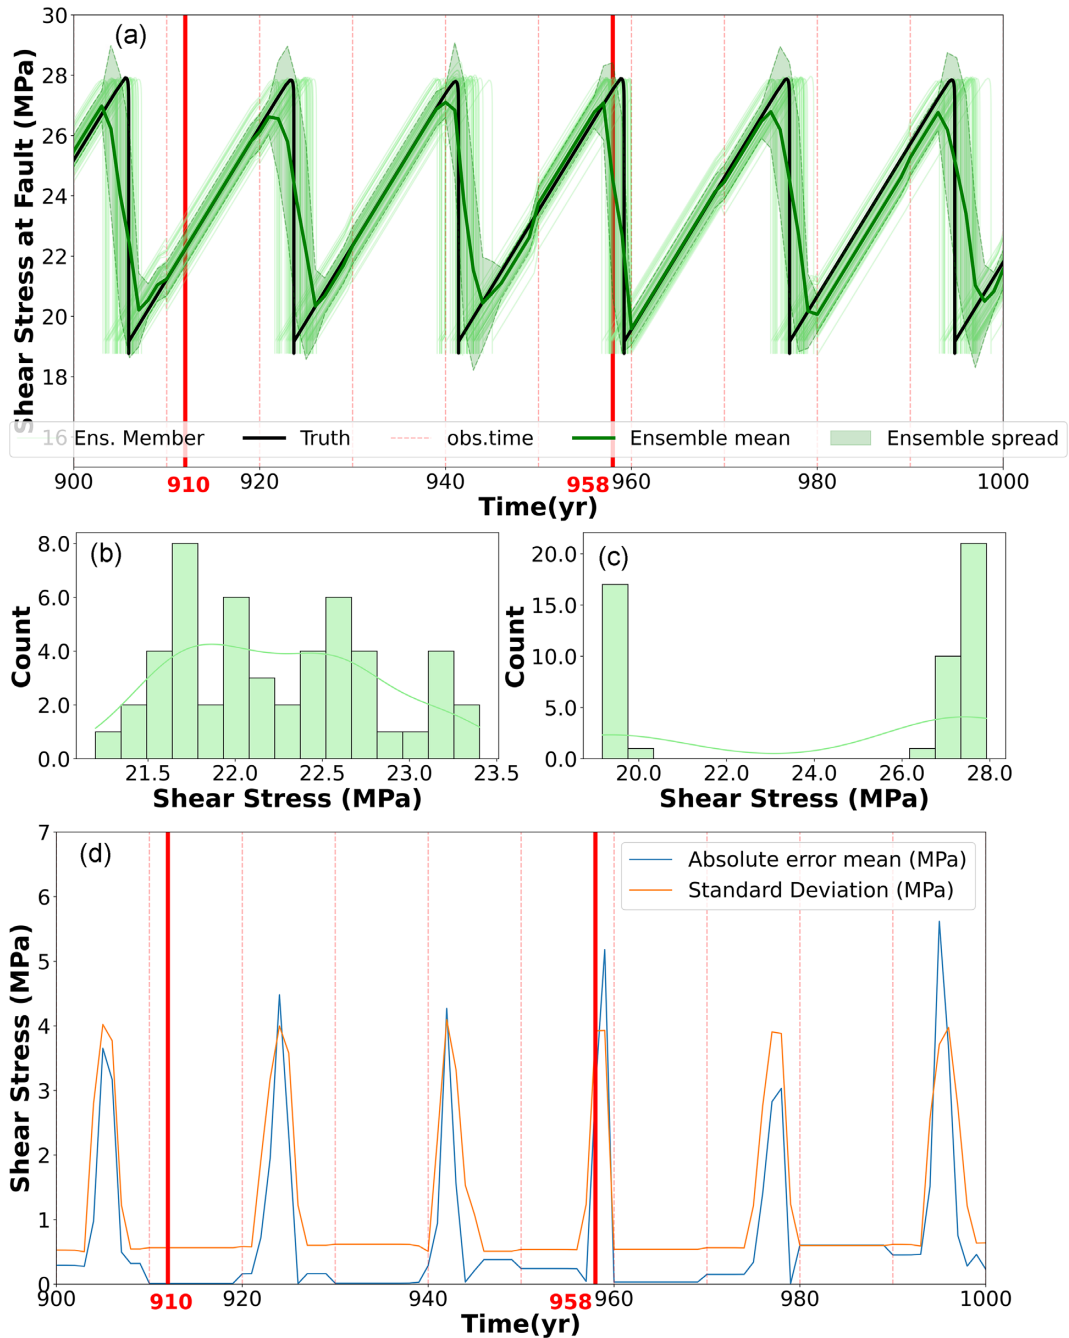 (a)
Shear Stress at Fault (MPa)
30
28
26
24
22
20
18
16
Ens. Member Truth obs.time Ensemble mean Ensemble spread
900 920 940 960 980 1000
910 958
Time(yr)
(b)
Count
8.0
6.0
4.0
2.0
0.0
21.5 22.0 22.5 23.0 23.5
Shear Stress (MPa)
(c)
Count
20.0
15.0
10.0
5.0
0.0
20.0 22.0 24.0 26.0 28.0
Shear Stress (MPa)
(d)
Shear Stress (MPa)
7
6
5
4
3
2
1
0
Absolute error mean (MPa)
Standard Deviation (MPa)
900 920 940 960 980 1000
910 958
Time(yr)